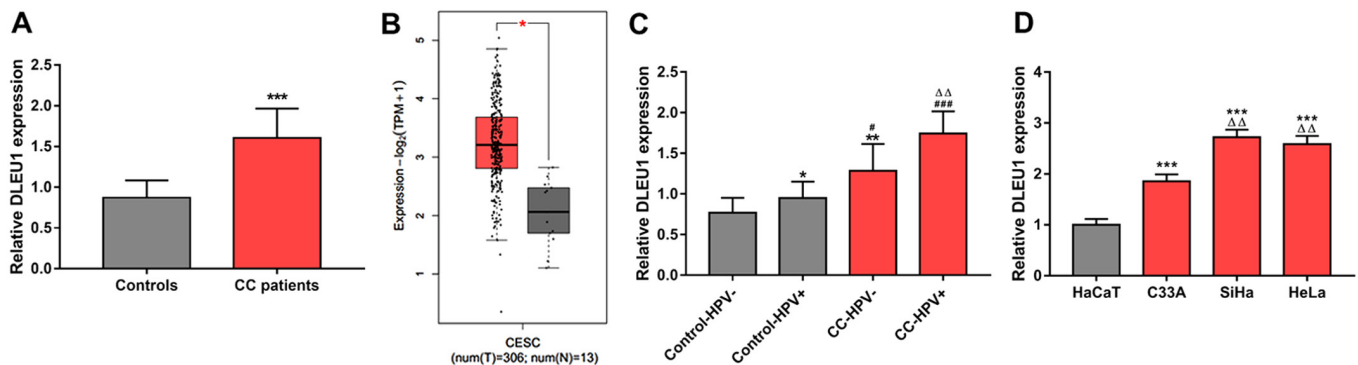 A
Relative DLEU1 expression
2.5
2.0
1.5
1.0
0.5
0.0
***
Controls
CC patients
B
Expression − log₂(TPM + 1)
5
4
3
2
1
*
CESC
(num(T)=306; num(N)=13)
C
Relative DLEU1 expression
2.5
2.0
1.5
1.0
0.5
0.0
*
#
**
ΔΔ
###
Control-HPV-
Control-HPV+
CC-HPV-
CC-HPV+
D
Relative DLEU1 expression
4
3
2
1
0
***
***
ΔΔ
***
ΔΔ
HaCaT
C33A
SiHa
HeLa